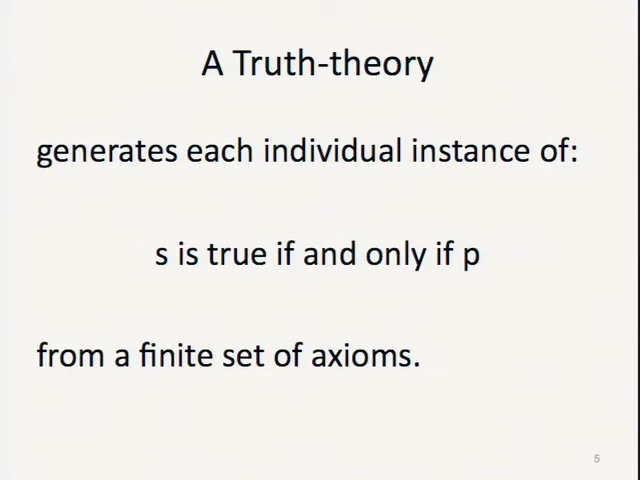 A Truth-theory
generates each individual instance of:
s is true if and only if p
from a finite set of axioms.
5